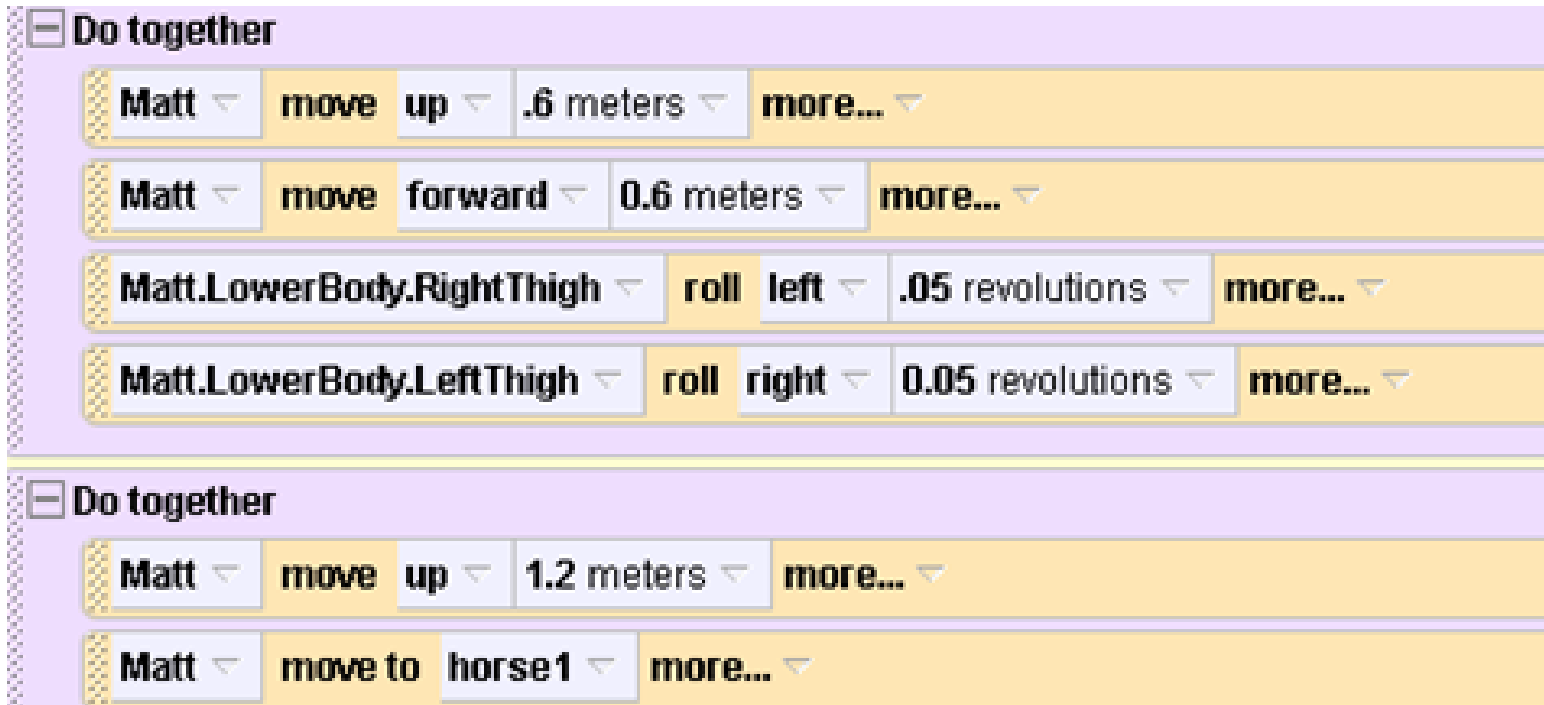 Do together
Matt move up .6 meters more...
Matt move forward 0.6 meters more...
Matt.LowerBody.RightThigh roll left .05 revolutions more...
Matt.LowerBody.LeftThigh roll right 0.05 revolutions more...
Do together
Matt move up 1.2 meters more...
Matt move to horse1 more...